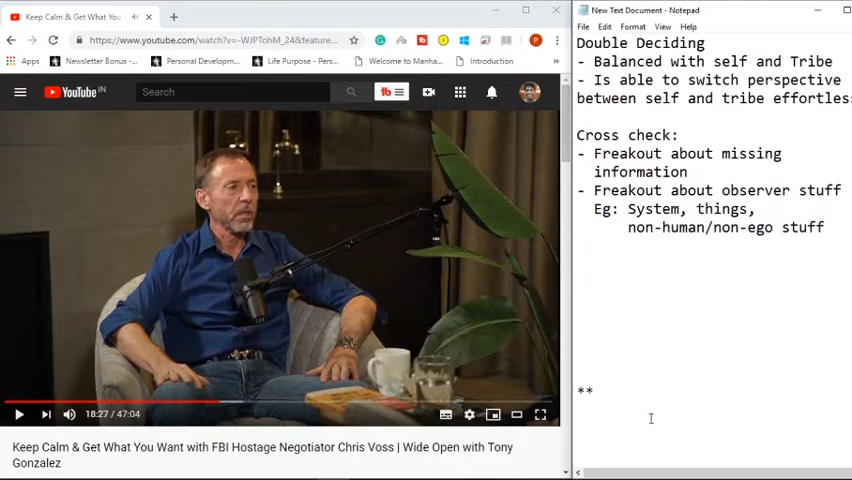 Keep Calm & Get What You Want
https://www.youtube.com/watch?v=-WJPTohM_24&feature...
Apps
Newsletter Bonus -...
Personal Developm...
Life Purpose - Pers...
Welcome to Manha...
Introduction
YouTube IN
Search
18:27 / 47:04
Keep Calm & Get What You Want with FBI Hostage Negotiator Chris Voss | Wide Open with Tony
Gonzalez
New Text Document - Notepad
File Edit Format View Help
Double Deciding
- Balanced with self and Tribe
- Is able to switch perspective
between self and tribe effortles
Cross check:
- Freakout about missing
information
- Freakout about observer stuff
Eg: System, things,
non-human/non-ego stuff
**